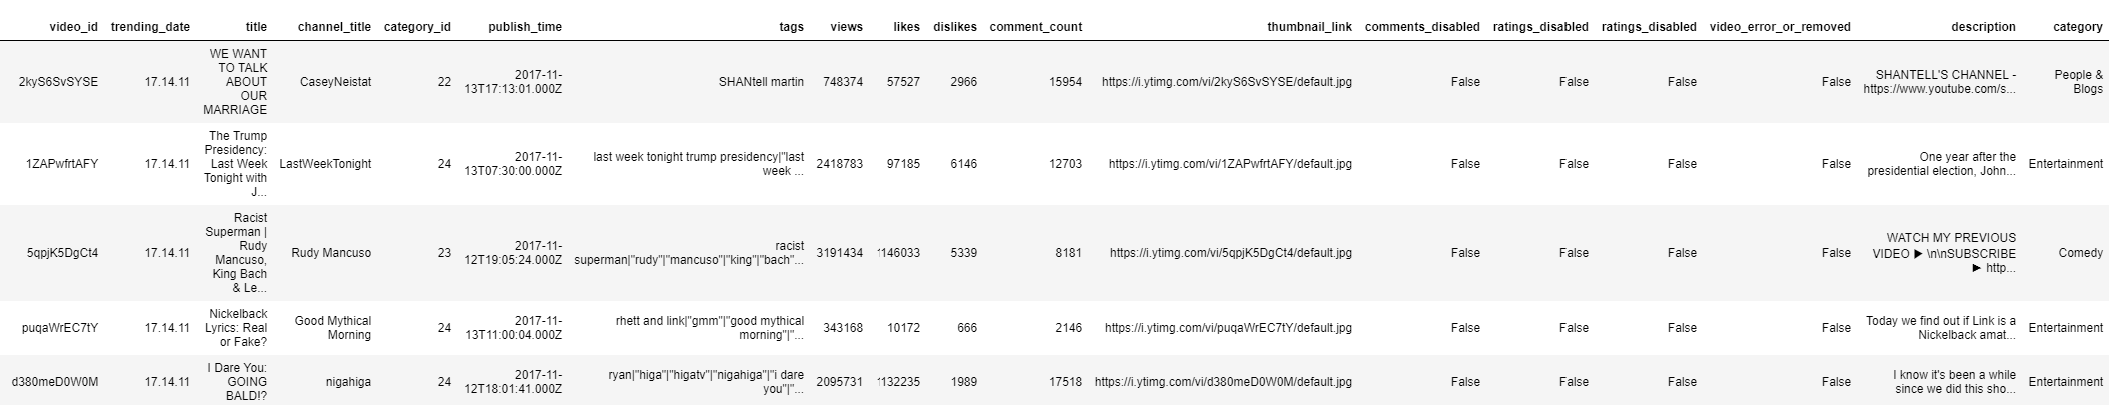 video_id trending_date title channel_title category_id publish_time tags views likes dislikes comment_count thumbnail_link comments_disabled ratings_disabled ratings_disabled video_error_or_removed description category
2kyS6SvSYSE
17.14.11
WE WANT
TO TALK
ABOUT
OUR
MARRIAGE
CaseyNeistat
22
2017-11-
13T17:13:01.000Z
SHANtell martin
748374
57527
2966
15954
https://i.ytimg.com/vi/2kyS6SvSYSE/default.jpg
False
False
False
False
SHANTELL'S CHANNEL -
https://www.youtube.com/s...
People &
Blogs
1ZAPwfrtAFY
17.14.11
The Trump
Presidency:
Last Week
Tonight with
J...
LastWeekTonight
24
2017-11-
13T07:30:00.000Z
last week tonight trump presidency|"last
week ...
2418783
97185
6146
12703
https://i.ytimg.com/vi/1ZAPwfrtAFY/default.jpg
False
False
False
False
One year after the
presidential election, John...
Entertainment
5qpjK5DgCt4
17.14.11
Racist
Superman |
Rudy
Mancuso,
King Bach
& Le...
Rudy Mancuso
23
2017-11-
12T19:05:24.000Z
racist
superman|"rudy"|"mancuso"|"king"|"bach"...
3191434
146033
5339
8181
https://i.ytimg.com/vi/5qpjK5DgCt4/default.jpg
False
False
False
False
WATCH MY PREVIOUS
VIDEO ▶ \n\nSUBSCRIBE
▶ http...
Comedy
puqaWrEC7tY
17.14.11
Nickelback
Lyrics: Real
or Fake?
Good Mythical
Morning
24
2017-11-
13T11:00:04.000Z
rhett and link|"gmm"|"good mythical
morning"|"...
343168
10172
666
2146
https://i.ytimg.com/vi/puqaWrEC7tY/default.jpg
False
False
False
False
Today we find out if Link is a
Nickelback amat...
Entertainment
d380meD0W0M
17.14.11
I Dare You:
GOING
BALD!?
nigahiga
24
2017-11-
12T18:01:41.000Z
ryan|"higa"|"higatv"|"nigahiga"|"i dare
you"|"...
2095731
132235
1989
17518
https://i.ytimg.com/vi/d380meD0W0M/default.jpg
False
False
False
False
I know it's been a while
since we did this sho...
Entertainment